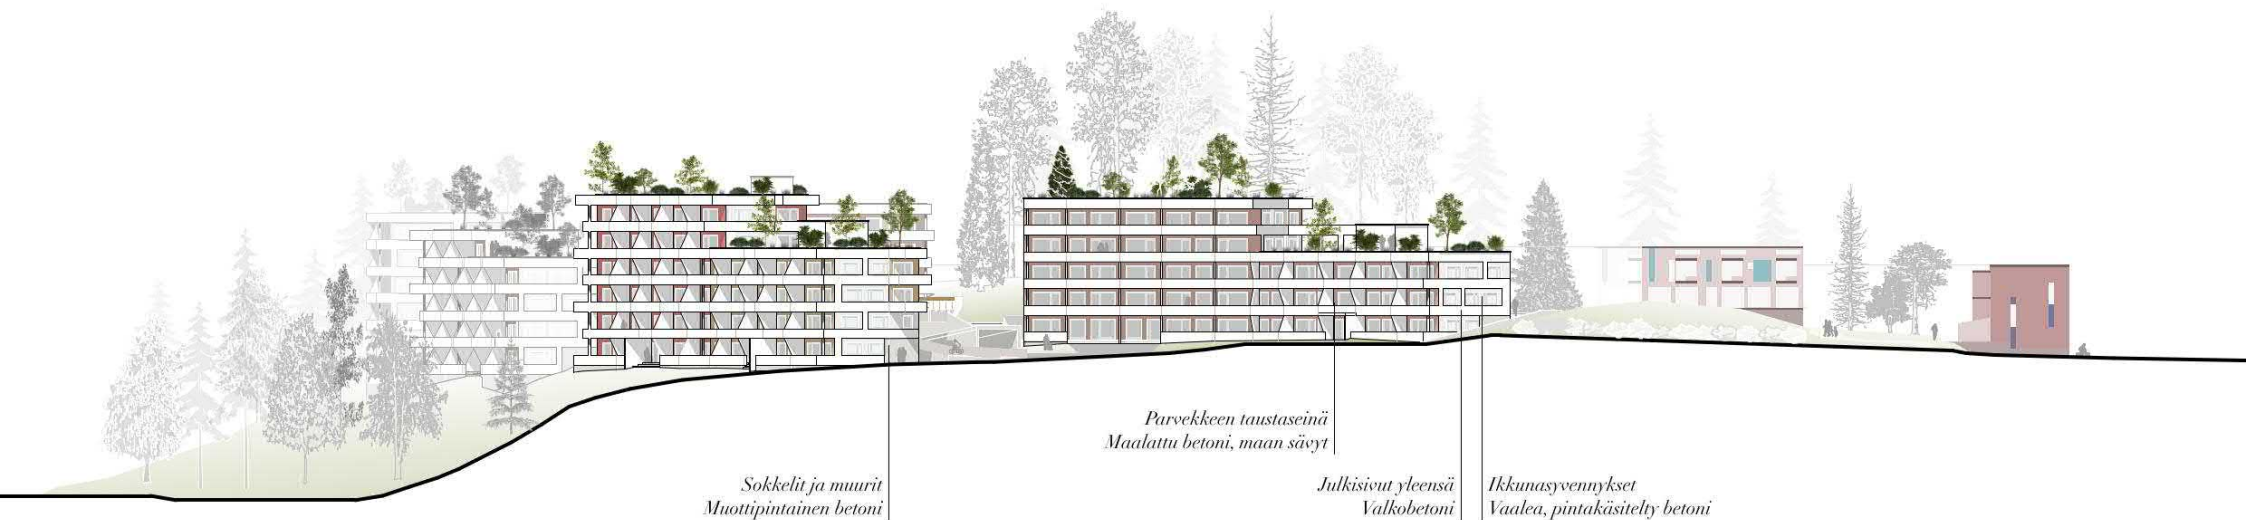 Parvekkeen taustaseinä
Maalattu betoni, maan sävyt
Sokkelit ja muurit
Muottipintainen betoni
Julkisivut yleensä
Valkobetoni
Ikkunasyvennykset
Vaalea, pintakäsitelty betoni